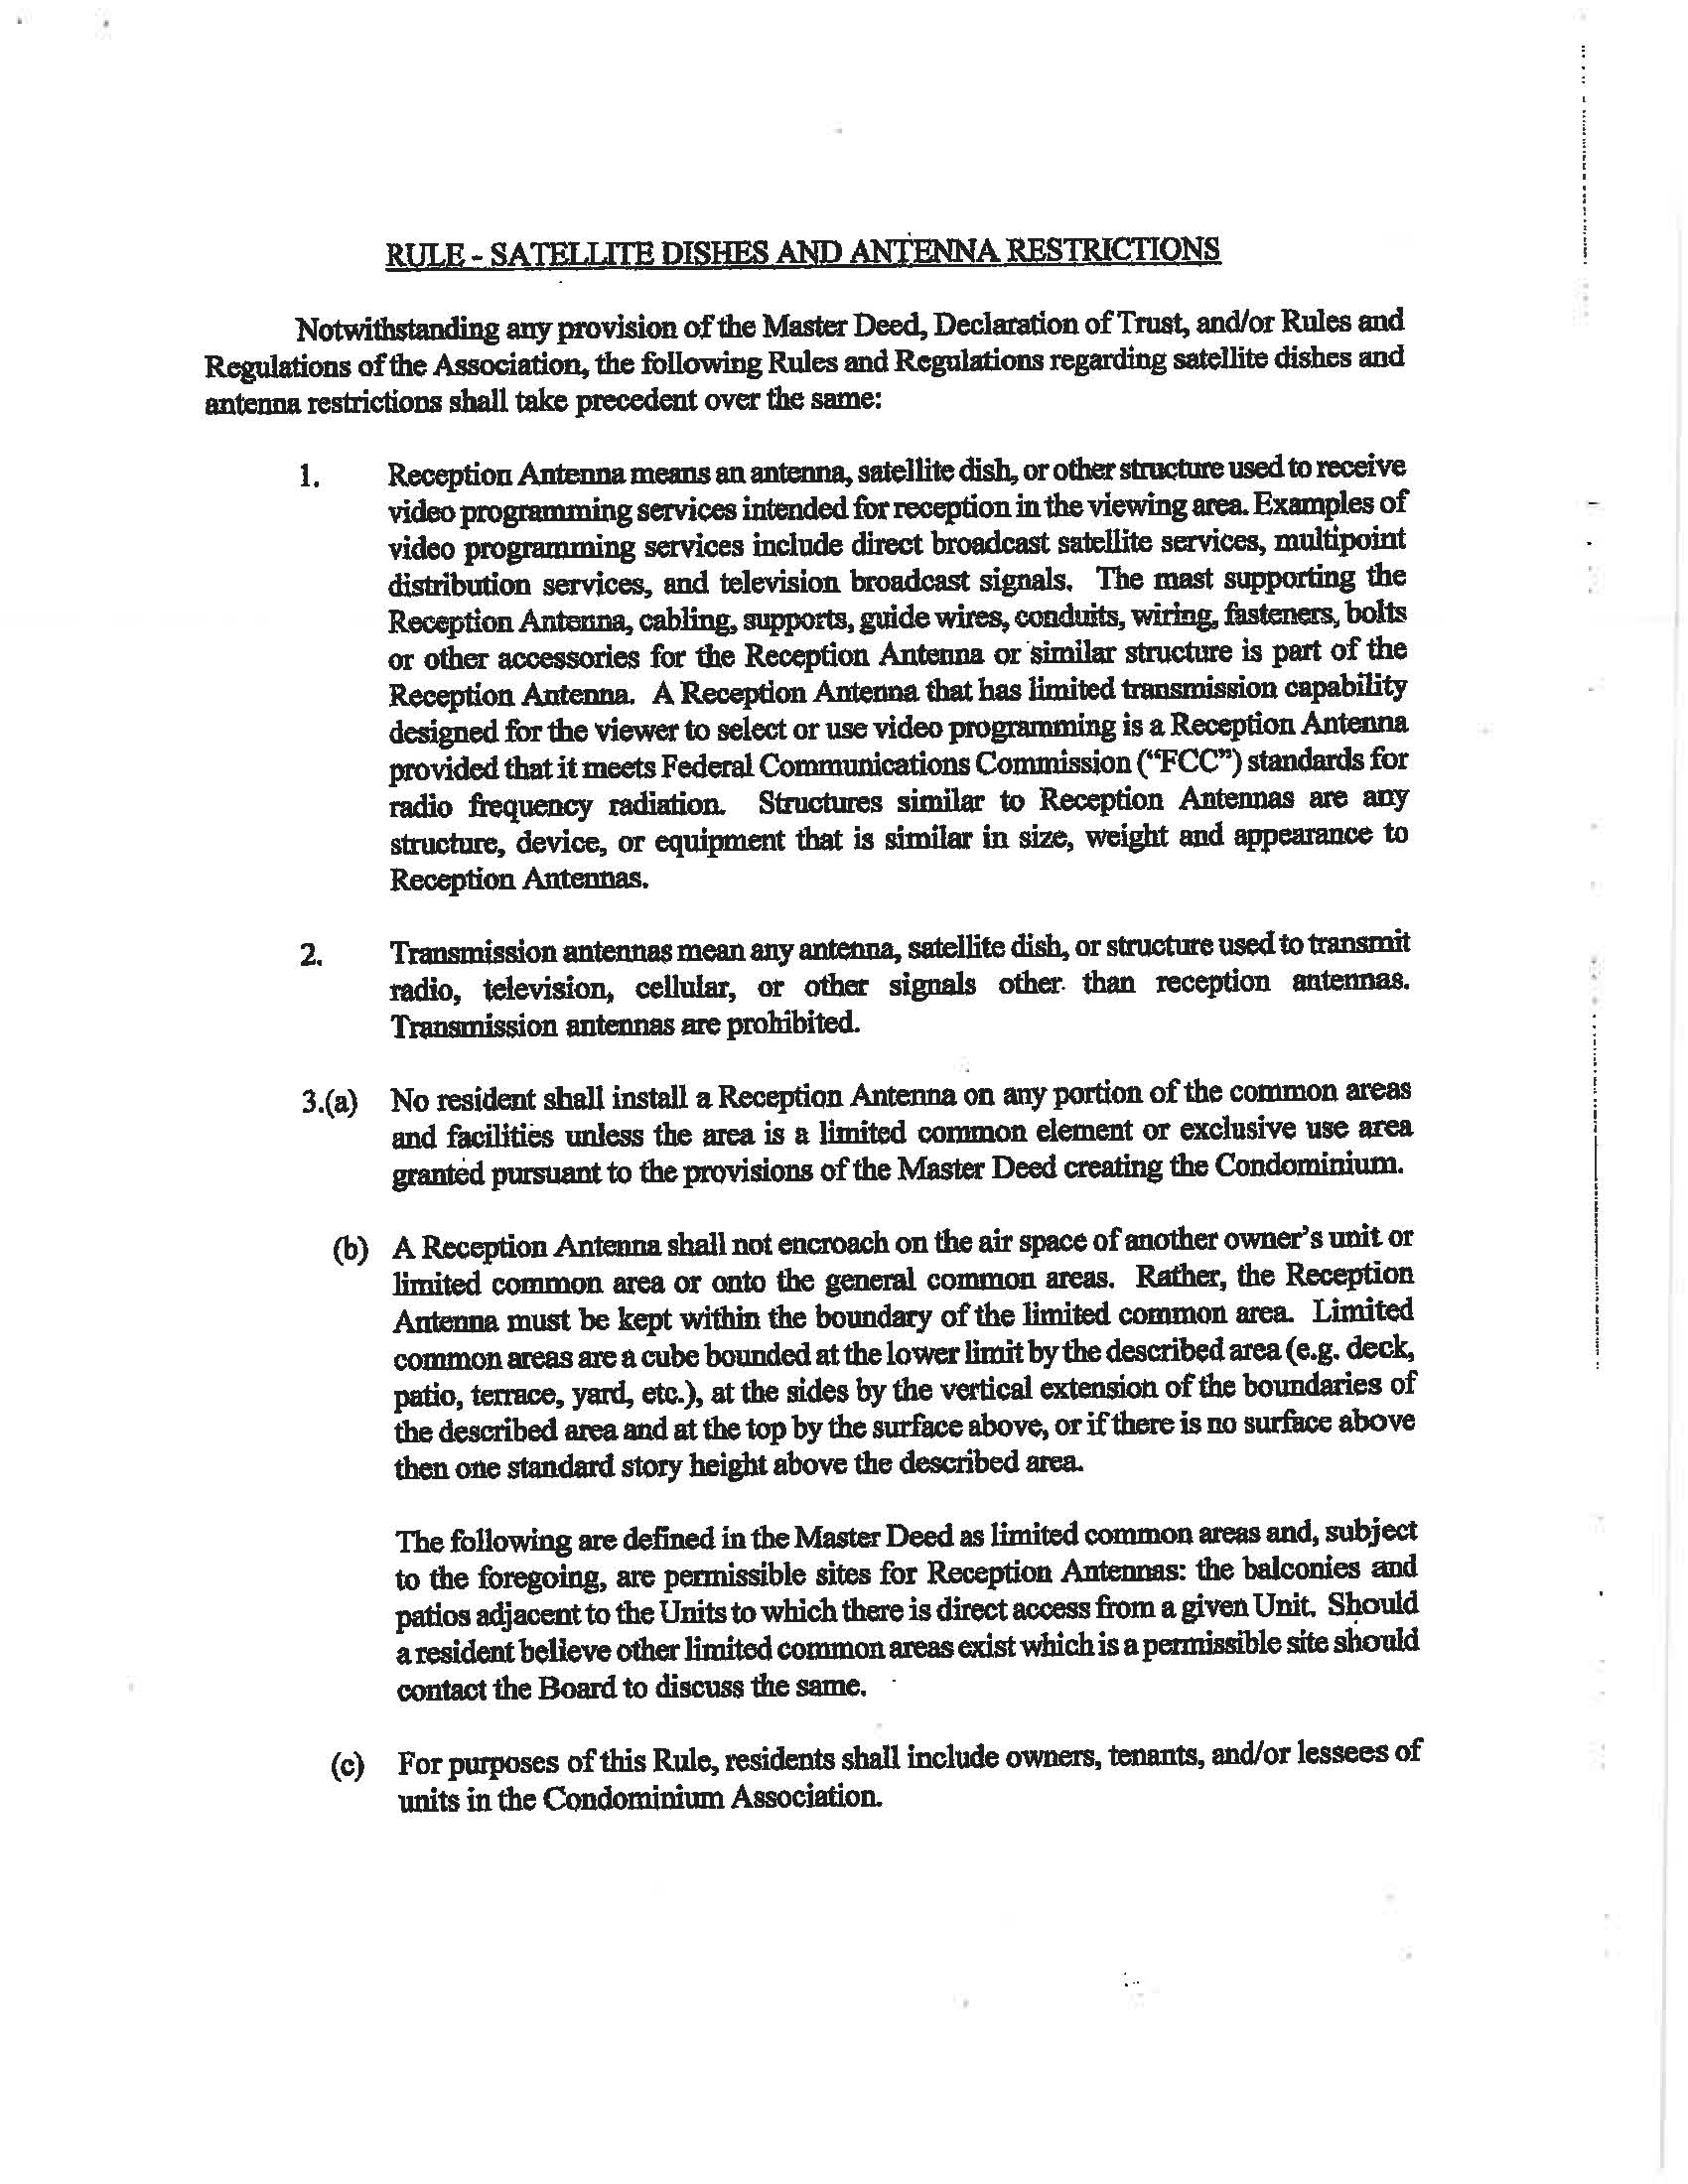 RULE - SATELLITE DISHES AND ANTENNA RESTRICTIONS
Notwithstanding any provision of the Master Deed, Declaration of Trust, and/or Rules and
Regulations of the Association, the following Rules and Regulations regarding satellite dishes and
antenna restrictions shall take precedent over the same:
1. Reception Antenna means an antenna, satellite dish, or other structure used to receive
video programming services intended for reception in the viewing area. Examples of
video programming services include direct broadcast satellite services, multipoint
distribution services, and television broadcast signals. The mast supporting the
Reception Antenna, cabling, supports, guide wires, conduits, wiring, fasteners, bolts
or other accessories for the Reception Antenna or similar structure is part of the
Reception Antenna. A Reception Antenna that has limited transmission capability
designed for the viewer to select or use video programming is a Reception Antenna
provided that it meets Federal Communications Commission (“FCC”) standards for
radio frequency radiation. Structures similar to Reception Antennas are any
structure, device, or equipment that is similar in size, weight and appearance to
Reception Antennas.
2. Transmission antennas mean any antenna, satellite dish, or structure used to transmit
radio, television, cellular, or other signals other than reception antennas.
Transmission antennas are prohibited.
3.(a) No resident shall install a Reception Antenna on any portion of the common areas
and facilities unless the area is a limited common element or exclusive use area
granted pursuant to the provisions of the Master Deed creating the Condominium.
(b) A Reception Antenna shall not encroach on the air space of another owner's unit or
limited common area or onto the general common areas. Rather, the Reception
Antenna must be kept within the boundary of the limited common area. Limited
common areas are a cube bounded at the lower limit by the described area (e.g. deck,
patio, terrace, yard, etc.), at the sides by the vertical extension of the boundaries of
the described area and at the top by the surface above, or if there is no surface above
then one standard story height above the described area.
The following are defined in the Master Deed as limited common areas and, subject
to the foregoing, are permissible sites for Reception Antennas: the balconies and
patios adjacent to the Units to which there is direct access from a given Unit. Should
a resident believe other limited common areas exist which is a permissible site should
contact the Board to discuss the same.
(c) For purposes of this Rule, residents shall include owners, tenants, and/or lessees of
units in the Condominium Association.